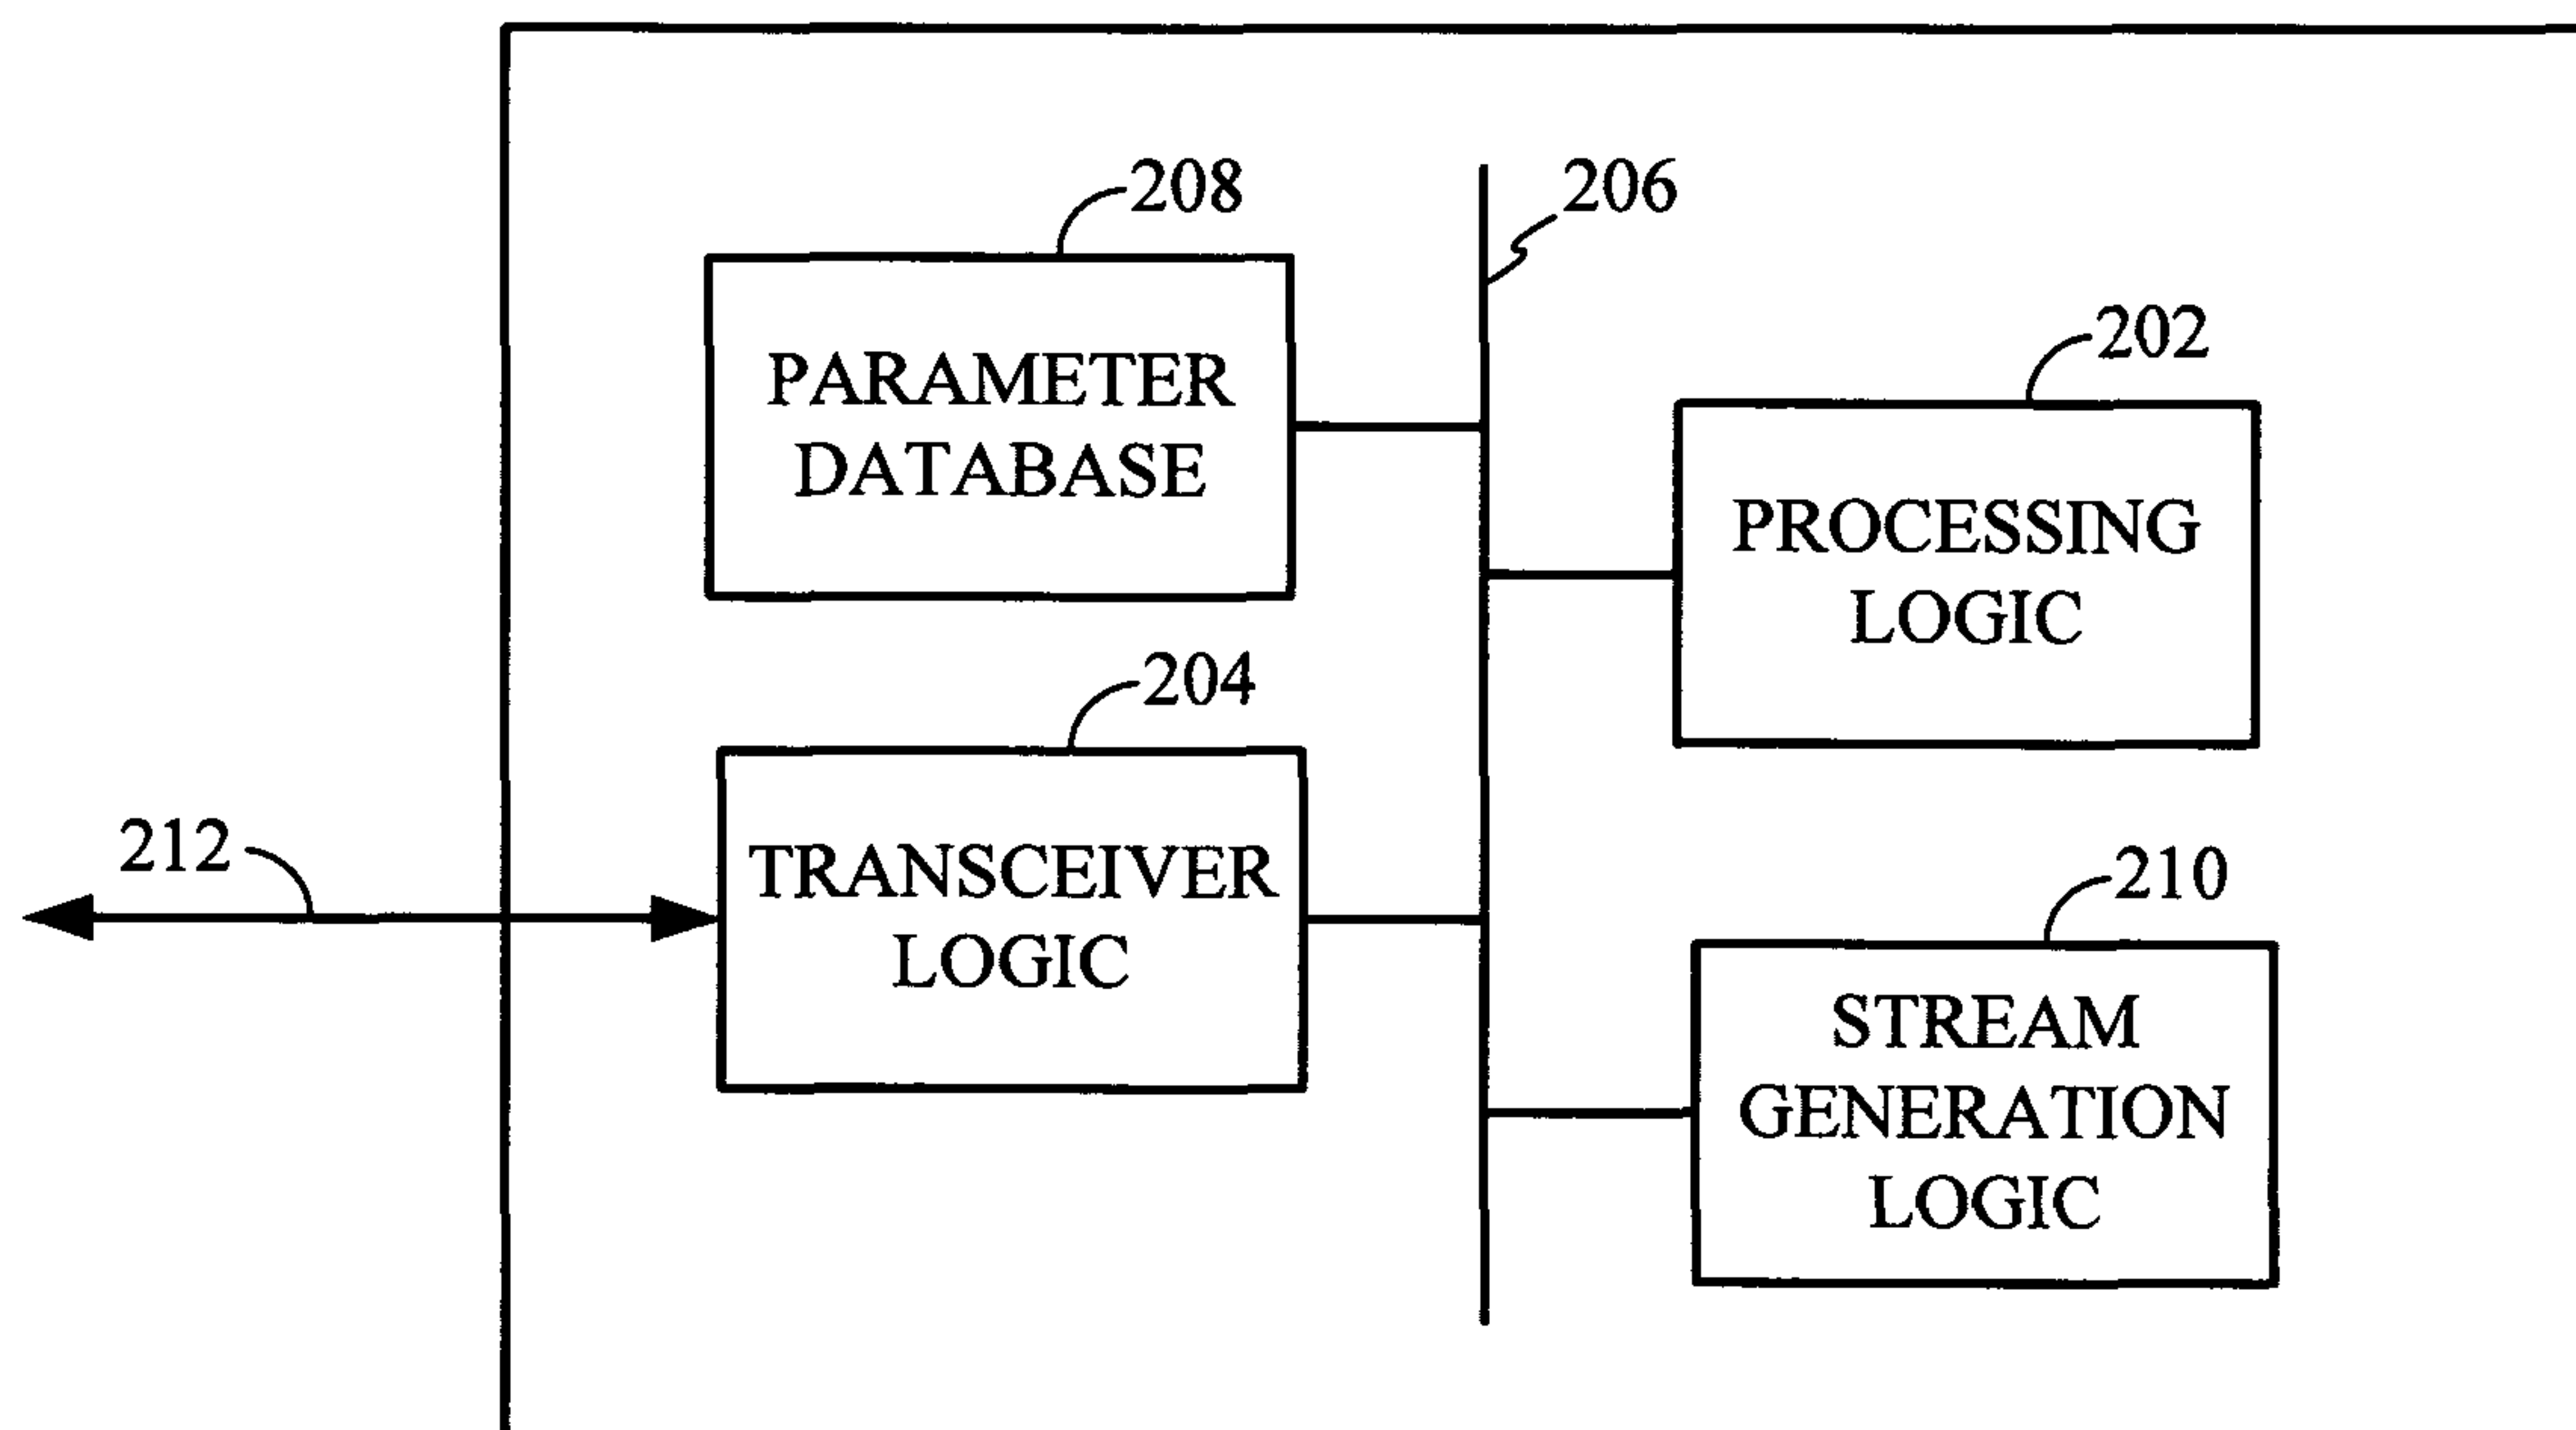 208
206
PARAMETER
DATABASE
202
PROCESSING
LOGIC
204
212
TRANSCEIVER
LOGIC
210
STREAM
GENERATION
LOGIC